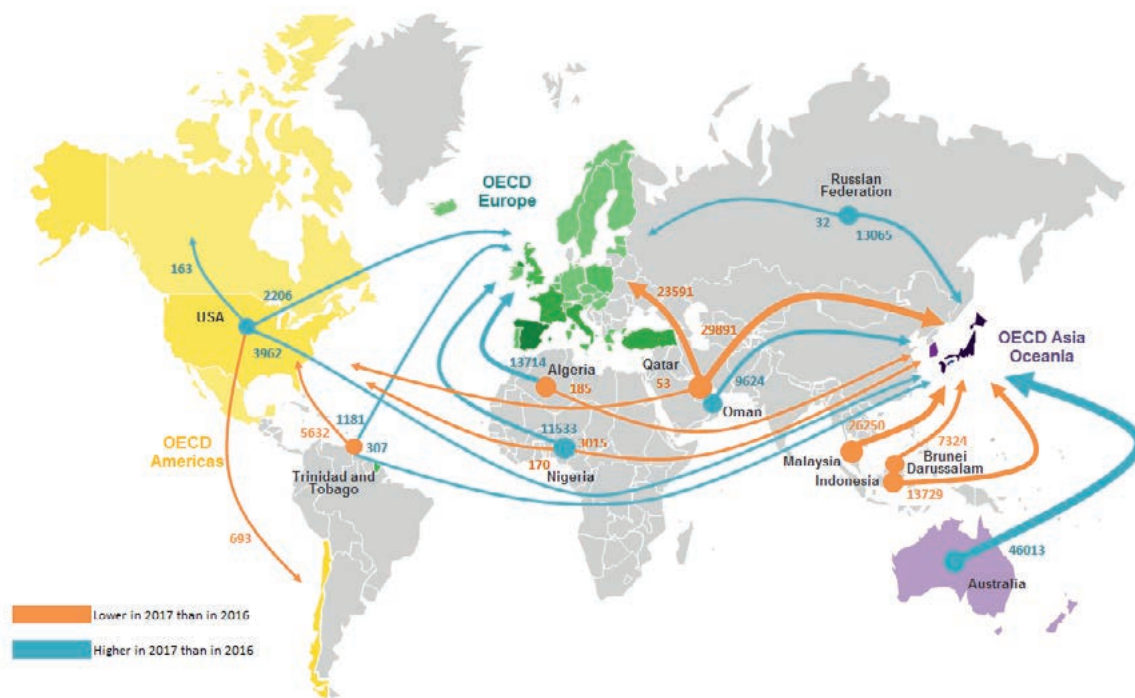 OECD
Europe
Russian
Federation
32
13065
163
2206
USA
3962
23591
29891
OECD Asia
Oceania
13714
Algeria
185
Qatar
53
9624
Oman
1181
5632
307
OECD
Americas
Trinidad and
Tobago
11533
3015
170
Nigeria
26250
7324
Malaysia
Brunei
Darussalam
Indonesia
13729
693
46013
Australia
Lower in 2017 than in 2016
Higher in 2017 than in 2016